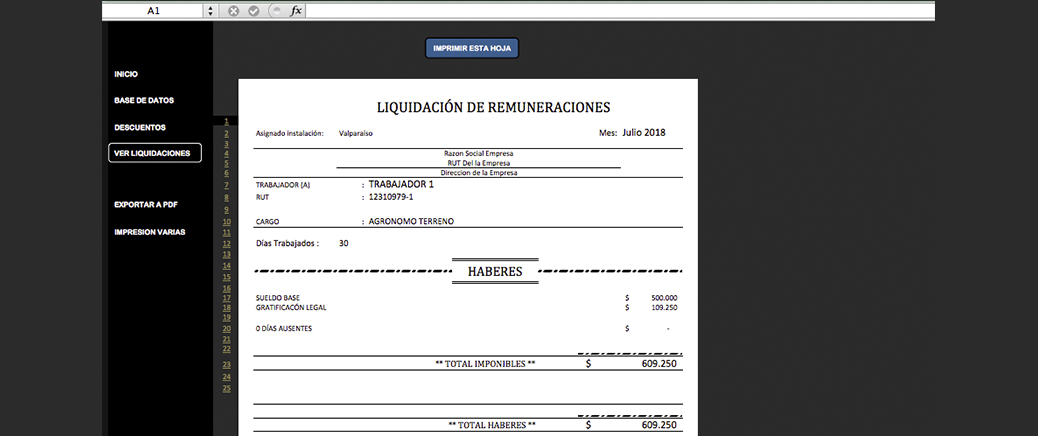 A1 fx
IMPRIMIR ESTA HOJA
INICIO
BASE DE DATOS
DESCUENTOS
VER LIQUIDACIONES
EXPORTAR A PDF
IMPRESION VARIAS
1
2
3
4
5
6
7
8
9
10
11
12
13
14
15
16
17
18
19
20
21
22
23
24
25
LIQUIDACIÓN DE REMUNERACIONES
Asignado instalación: Valparaiso Mes: Julio 2018
Razon Social Empresa
RUT Del la Empresa
Direccion de la Empresa
TRABAJADOR (A) : TRABAJADOR 1
RUT : 12310979-1
CARGO : AGRONOMO TERRENO
Días Trabajados : 30
HABERES
SUELDO BASE $ 500.000
GRATIFICACÓN LEGAL $ 109.250
0 DÍAS AUSENTES $ -
** TOTAL IMPONIBLES ** $ 609.250
** TOTAL HABERES ** $ 609.250